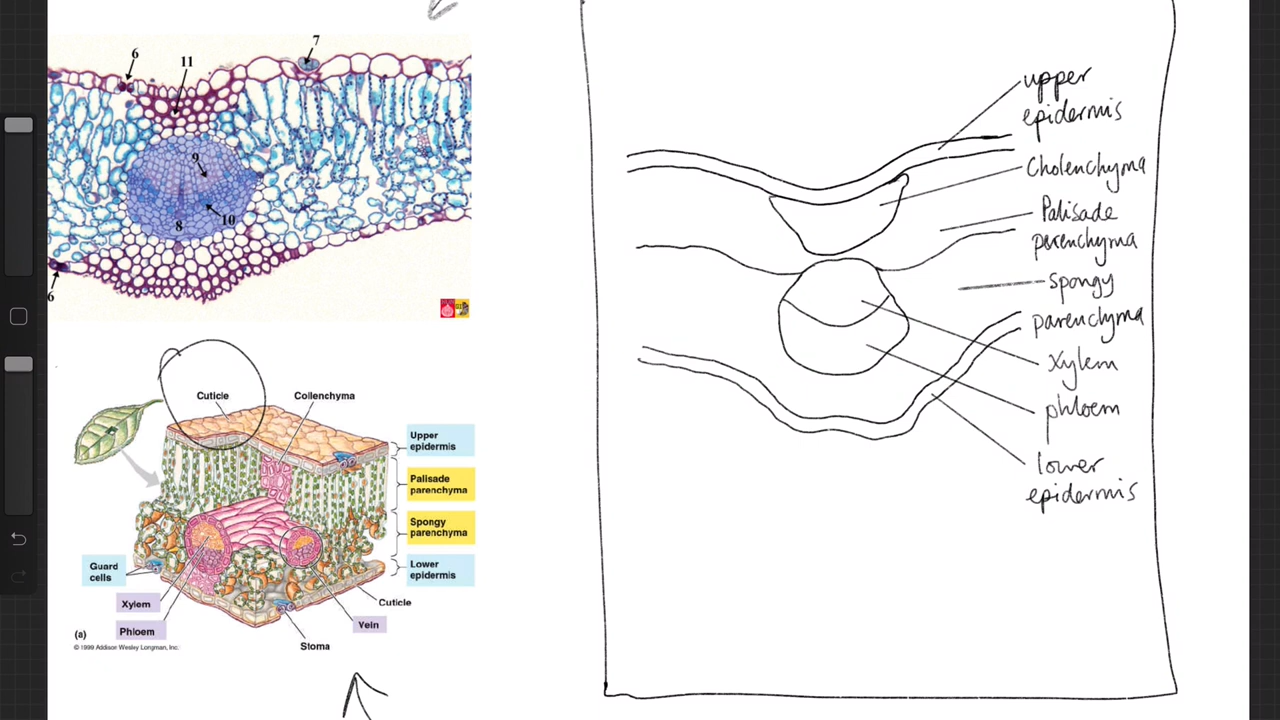 6
11
7
9
10
8
6
Cuticle
Collenchyma
Upper
epidermis
Palisade
parenchyma
Spongy
parenchyma
Guard
cells
Lower
epidermis
Xylem
Cuticle
Phloem
Vein
(a)
Stoma
© 1999 Addison Wesley Longman, Inc.
upper
epidermis
Cholenchyma
Palisade
perenchyma
spongy
parenchyma
xylem
phloem
lower
epidermis